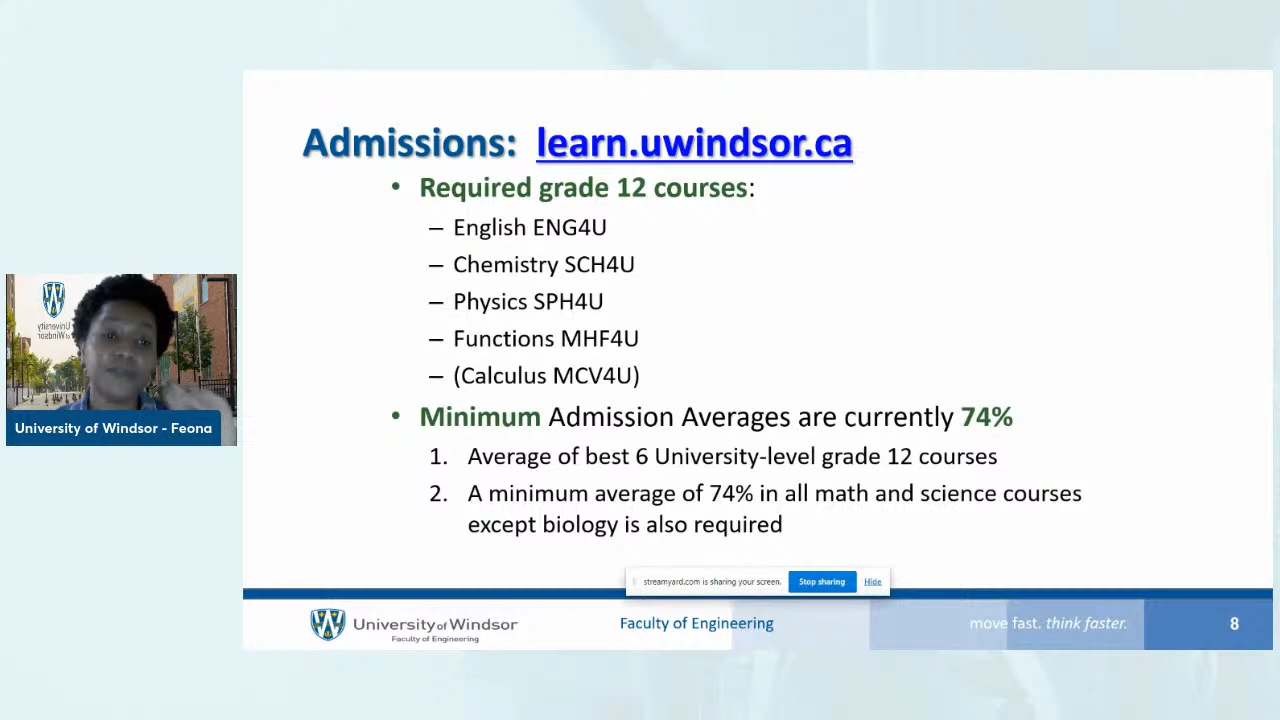 Admissions: learn.uwindsor.ca
• Required grade 12 courses:
– English ENG4U
– Chemistry SCH4U
– Physics SPH4U
– Functions MHF4U
– (Calculus MCV4U)
• Minimum Admission Averages are currently 74%
1. Average of best 6 University-level grade 12 courses
2. A minimum average of 74% in all math and science courses
except biology is also required
University
of Windsor
University of Windsor - Feona
streamyard.com is sharing your screen. Stop sharing Hide
University of Windsor
Faculty of Engineering
Faculty of Engineering
move fast. think faster.
8